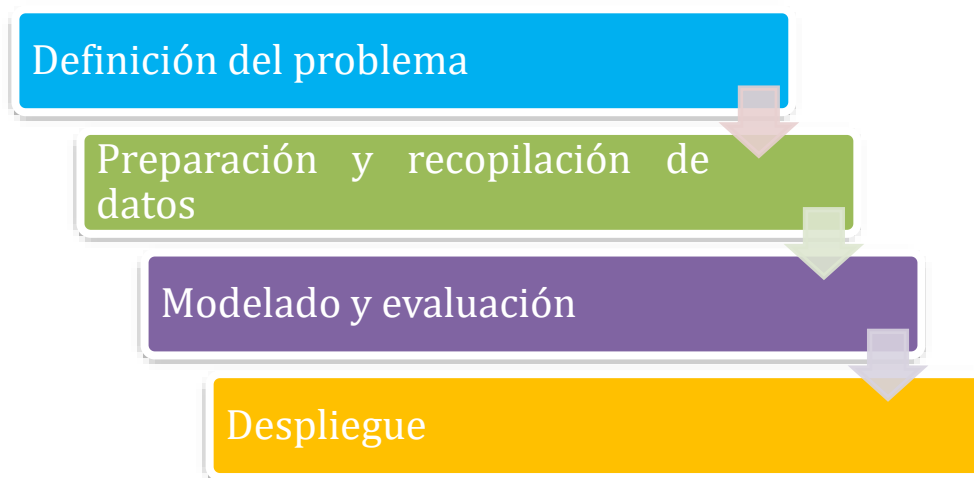 Definición del problema
Preparación y recopilación de
datos
Modelado y evaluación
Despliegue